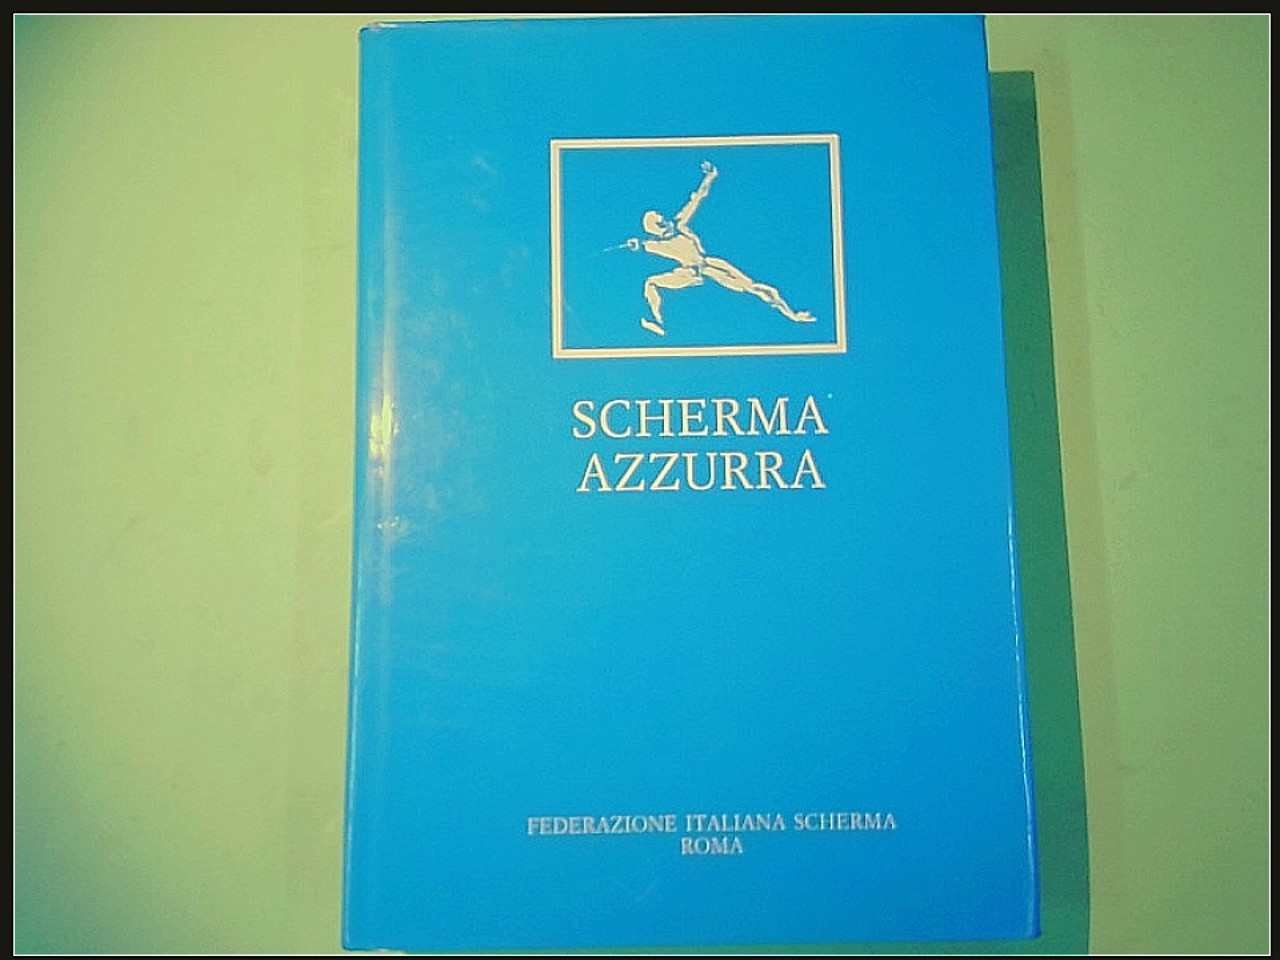 SCHERMA
AZZURRA
FEDERAZIONE ITALIANA SCHERMA
ROMA